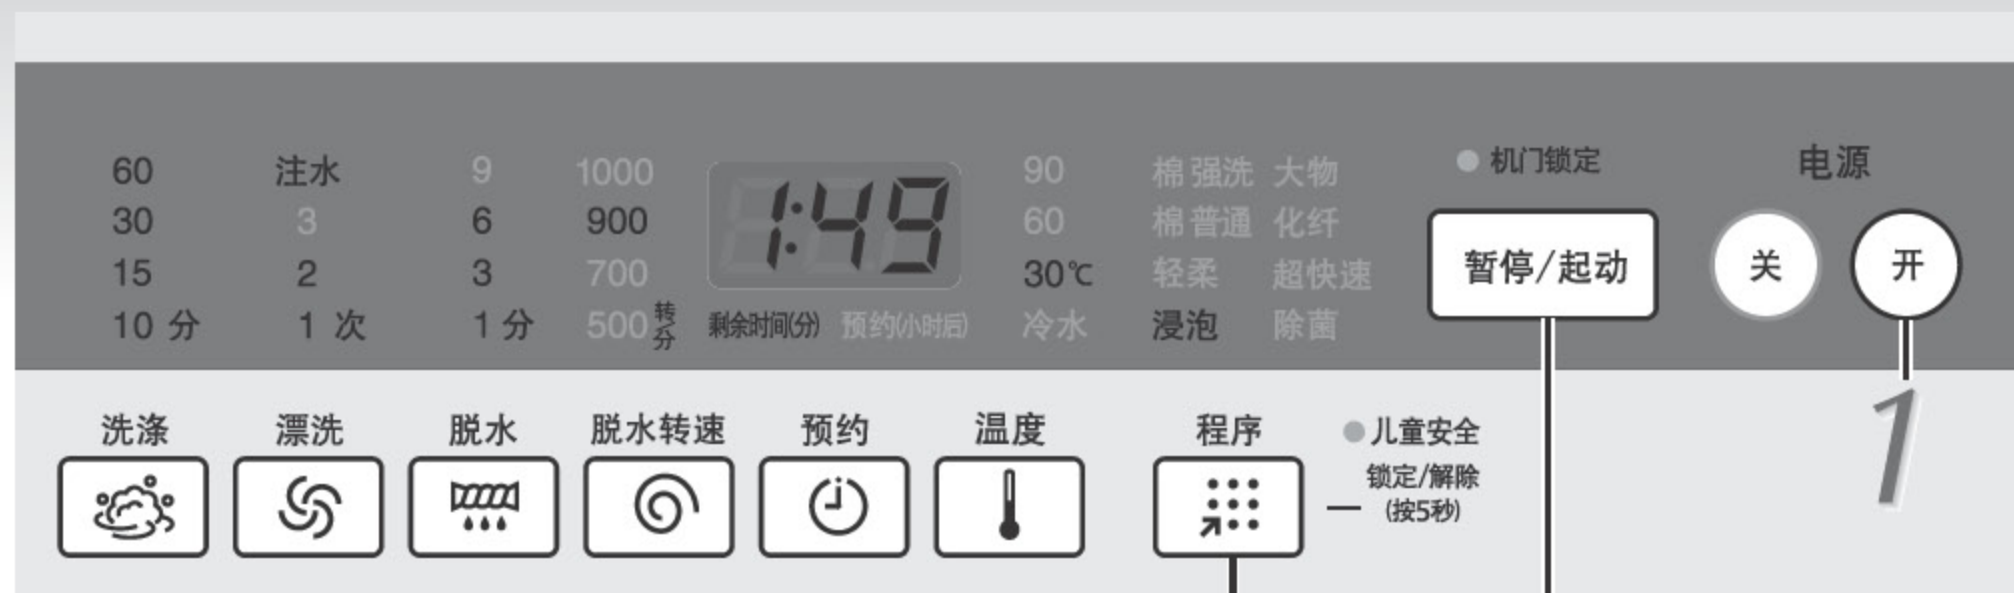 60 注水 9 1000 90 棉强洗 大物 机门锁定 电源
30 3 6 900 1:49 60 棉普通 化纤
15 2 3 700 30℃ 轻柔 超快速 暂停/起动 关 开
10 分 1 次 1 分 500 转/分 剩余时间(分) 预约(小时后) 冷水 浸泡 除菌
1
洗涤 漂洗 脱水 脱水转速 预约 温度 程序 儿童安全
锁定/解除
(按5秒)